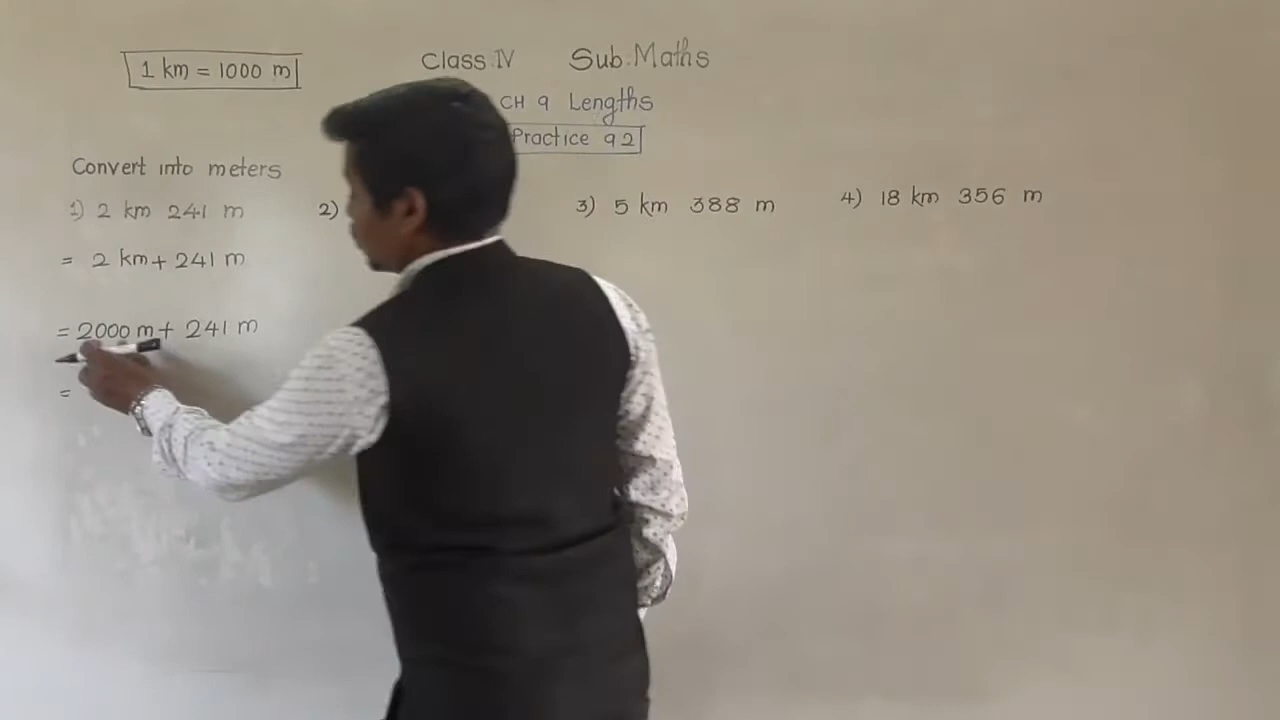 1 km = 1000 m
Class IV Sub: Maths
CH 9 Lengths
Practice 9 2
Convert into meters
1) 2 km 241 m
2)
3) 5 km 388 m
4) 18 km 356 m
= 2 km + 241 m
= 2000 m + 241 m
=